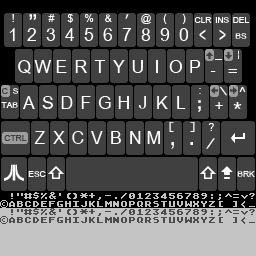 ! " # $ % & ' @ ( ) CLR INS DEL
1 2 3 4 5 6 7 8 9 0 < > BS
Q W E R T Y U I O P _ - | =
C S TAB A S D F G H J K L : ; \ + ^ *
CTRL Z X C V B N M [ , ] . ? /
ESC BRK
!"#$%&'()*+,-./0123456789:;
ABCDEFGHIJKLMNOPQRSTUVWXYZ
!"#$%&'()*+,-./0123456789:;
ABCDEFGHIJKLMNOPQRSTUVWXYZ